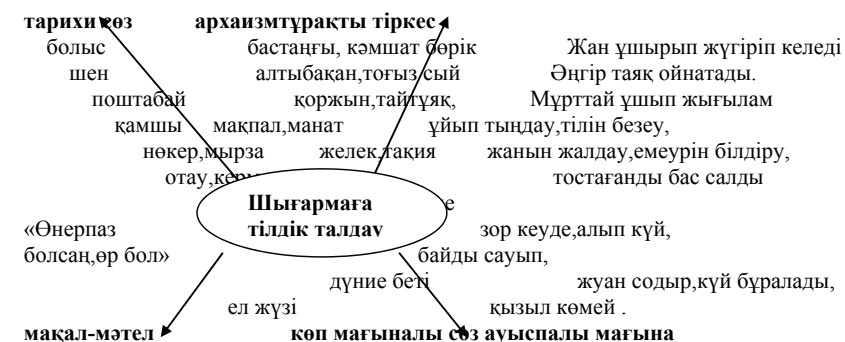 тарихи сөз архаизмтұрақты тіркес
болыс бастаңғы, кәмшат бөрік Жан ұшырып жүгіріп келеді
шен алтыбақан,тоғыз сый Әңгір таяқ ойнатады.
поштабай қоржын,тайтұяқ, Мұрттай ұшып жығылам
қамшы мақпал,манат ұйып тыңдау,тілін безеу,
нөкер,мырза желек,тақия жанын жалдау,емеурін білдіру,
отау, тостағанды бас салды
Шығармаға
«Өнерпаз тілдік талдау зор кеуде,алып күй,
болсаң,өр бол» байды сауып,
дүние беті жуан содыр,күй бұралады,
ел жүзі қызыл көмей .
мақал-мәтел көп мағыналы сөз ауыспалы мағына